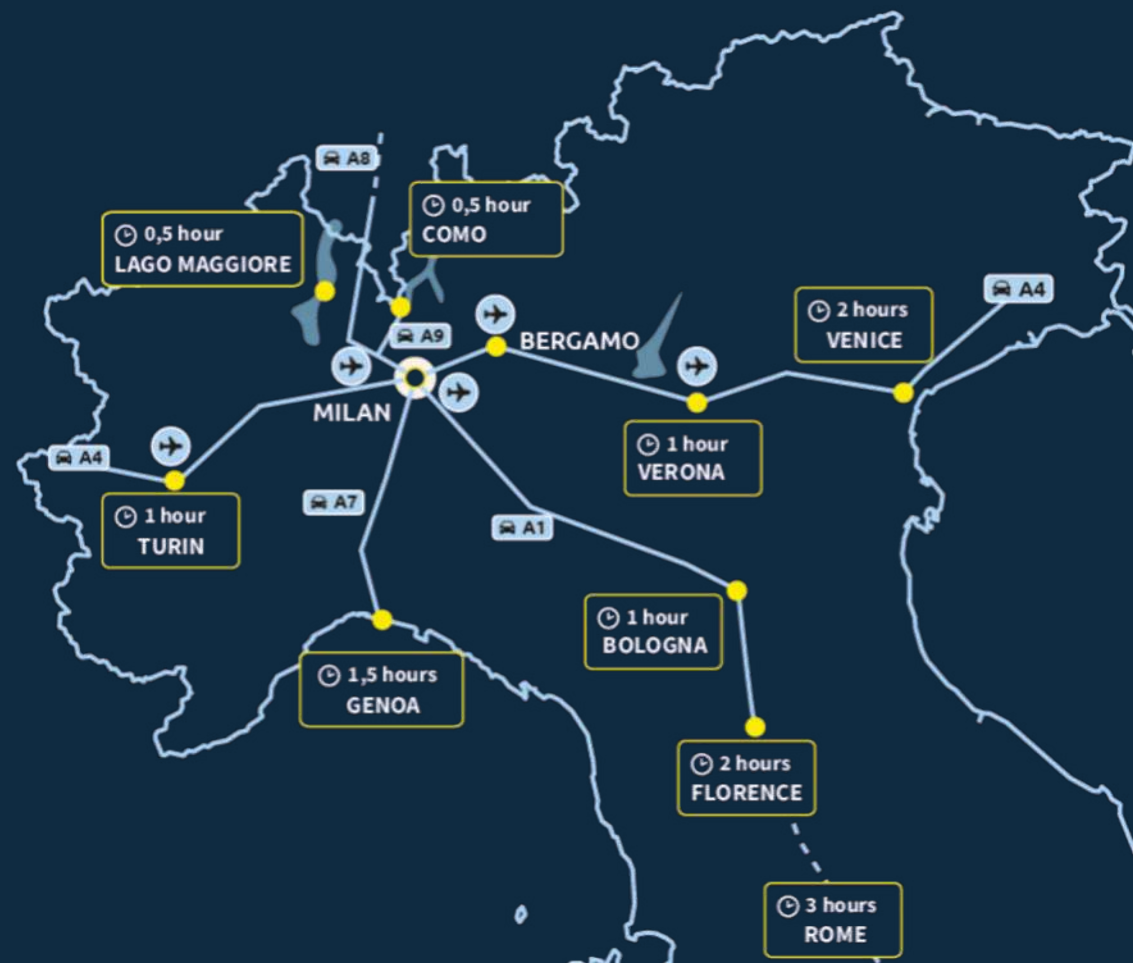 A8
0,5 hour
COMO
0,5 hour
LAGO MAGGIORE
A4
2 hours
VENICE
A9
BERGAMO
MILAN
1 hour
VERONA
A4
1 hour
TURIN
A7
A1
1 hour
BOLOGNA
1,5 hours
GENOA
2 hours
FLORENCE
3 hours
ROME